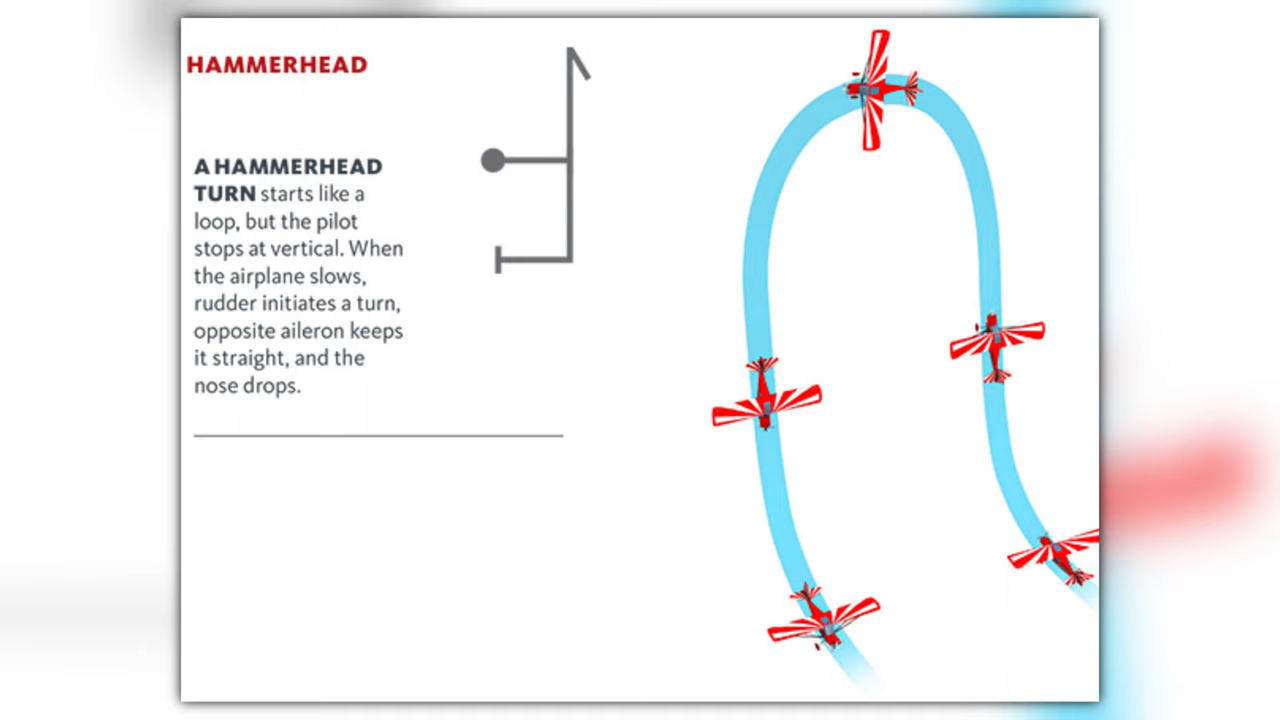 HAMMERHEAD
A HAMMERHEAD
TURN starts like a
loop, but the pilot
stops at vertical. When
the airplane slows,
rudder initiates a turn,
opposite aileron keeps
it straight, and the
nose drops.